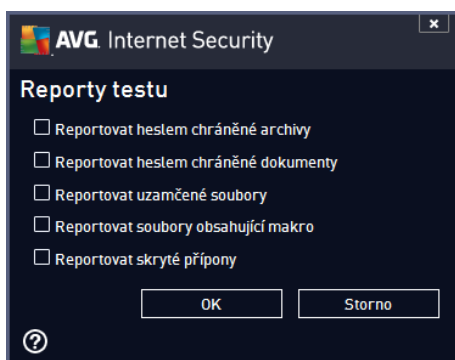 AVG. Internet Security
Reporty testu
Reportovat heslem chráněné archivy
Reportovat heslem chráněné dokumenty
Reportovat uzamčené soubory
Reportovat soubory obsahující makro
Reportovat skryté přípony
OK
Storno